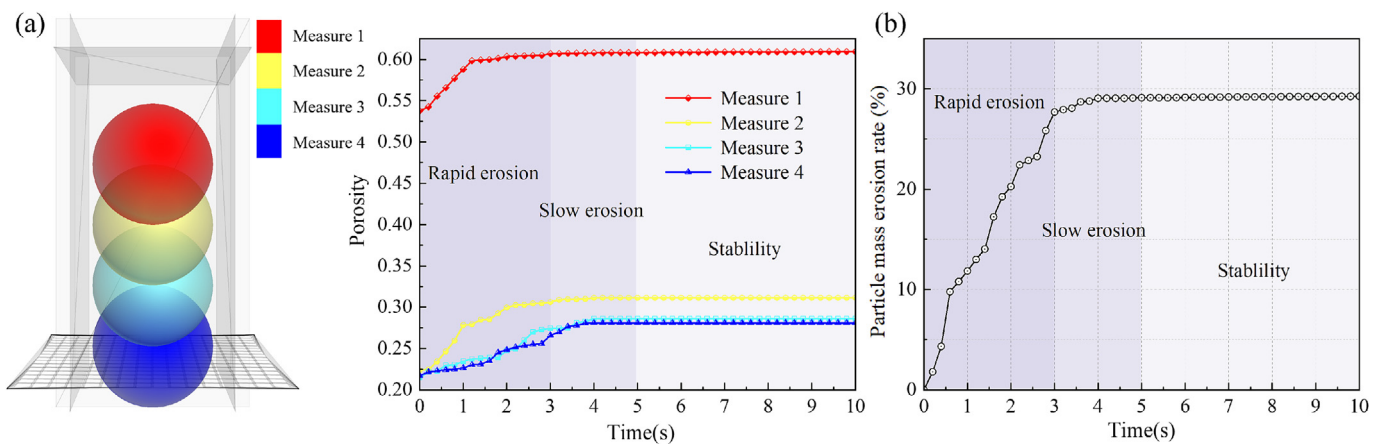 (a)
Measure 1
Measure 2
Measure 3
Measure 4
Porosity
0.60
0.55
0.50
0.45
0.40
0.35
0.30
0.25
0.20
Measure 1
Measure 2
Measure 3
Measure 4
Rapid erosion
Slow erosion
Stablility
0 1 2 3 4 5 6 7 8 9 10
Time(s)
(b)
Particle mass erosion rate (%)
30
20
10
0
Rapid erosion
Slow erosion
Stablility
0 1 2 3 4 5 6 7 8 9 10
Time(s)